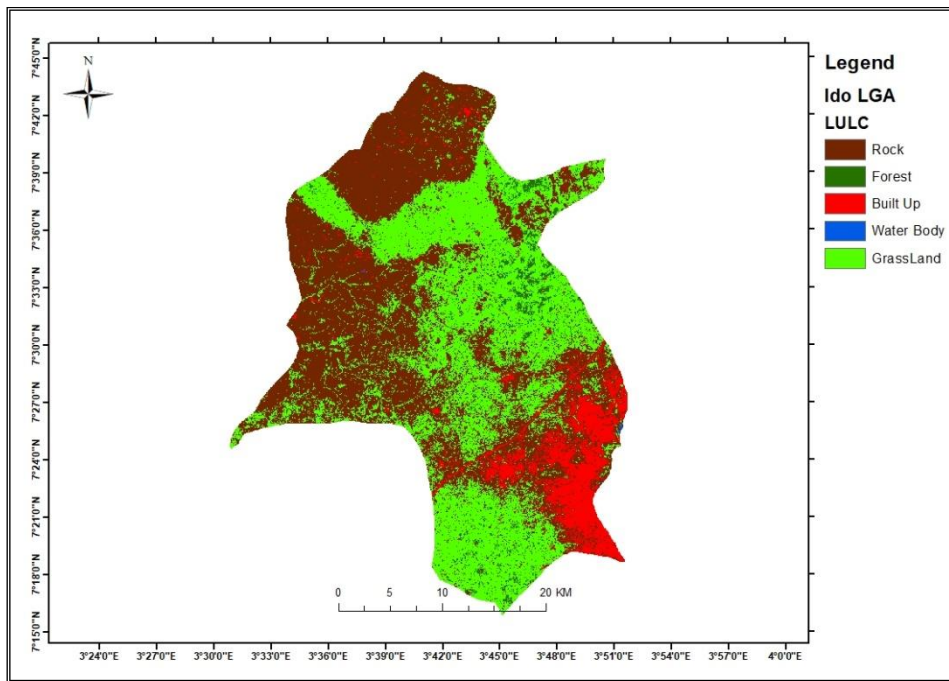 N
Legend
Ido LGA
LULC
Rock
Forest
Built Up
Water Body
GrassLand
7°45'0"N
7°42'0"N
7°39'0"N
7°36'0"N
7°33'0"N
7°30'0"N
7°27'0"N
7°24'0"N
7°21'0"N
7°18'0"N
7°15'0"N
0 5 10 20 KM
3°24'0"E 3°27'0"E 3°30'0"E 3°33'0"E 3°36'0"E 3°39'0"E 3°42'0"E 3°45'0"E 3°48'0"E 3°51'0"E 3°54'0"E 3°57'0"E 4°0'0"E